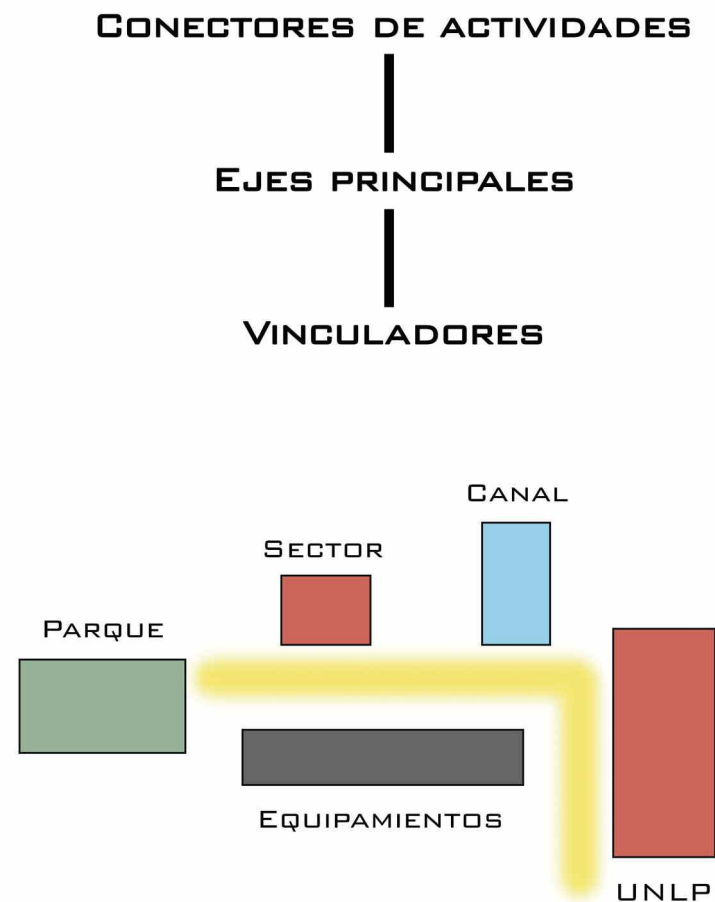 CONECTORES DE ACTIVIDADES
EJES PRINCIPALES
VINCULADORES
CANAL
SECTOR
PARQUE
EQUIPAMIENTOS
UNLP